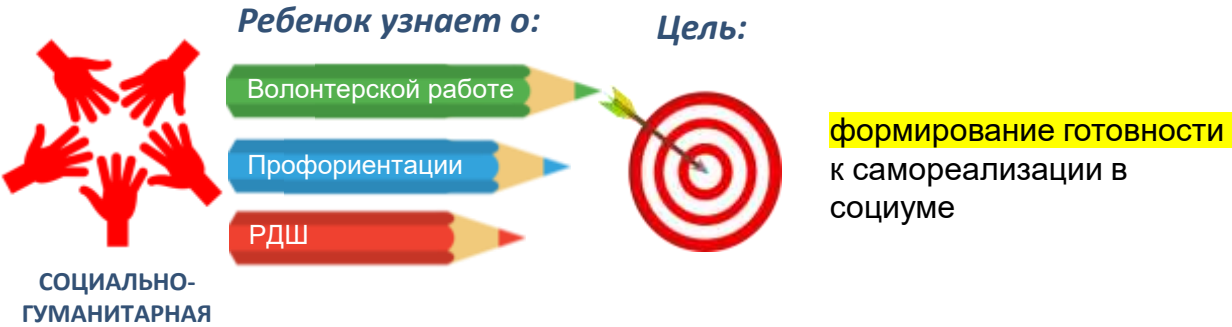 Ребенок узнает о:
Цель:
Волонтерской работе
Профориентации
РДШ
формирование готовности
к самореализации в
социуме
СОЦИАЛЬНО-
ГУМАНИТАРНАЯ